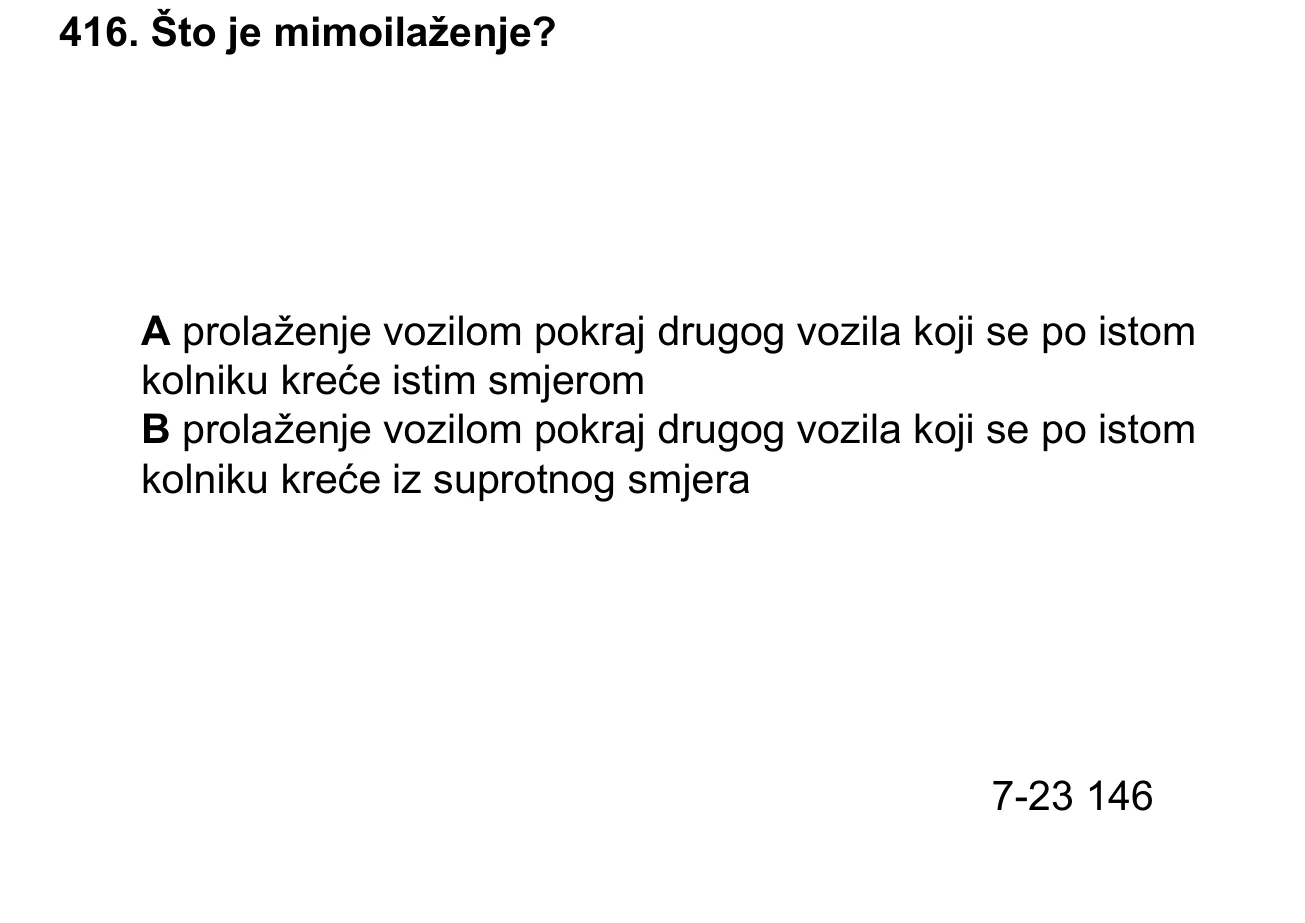 416. Što je mimoilaženje?
A prolaženje vozilom pokraj drugog vozila koji se po istom
kolniku kreće istim smjerom
B prolaženje vozilom pokraj drugog vozila koji se po istom
kolniku kreće iz suprotnog smjera
7-23 146